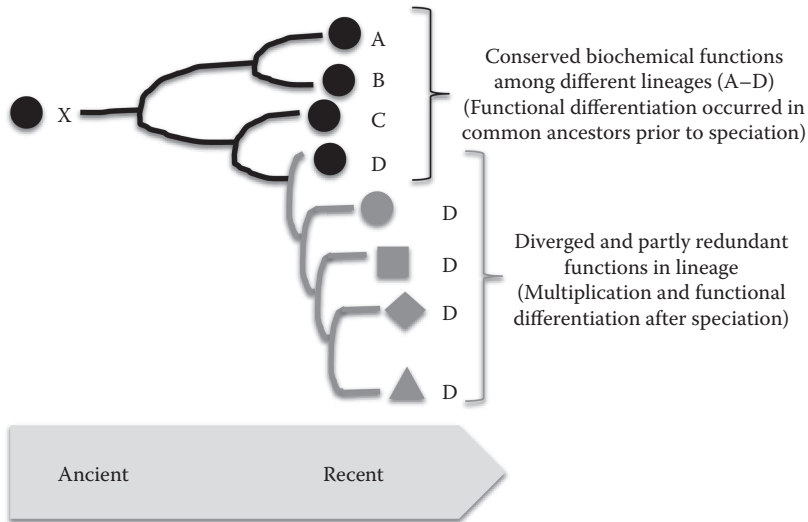 A
B
C
D
X
Conserved biochemical functions
among different lineages (A–D)
(Functional differentiation occurred in
common ancestors prior to speciation)
D
D
D
D
Diverged and partly redundant
functions in lineage
(Multiplication and functional
differentiation after speciation)
Ancient
Recent